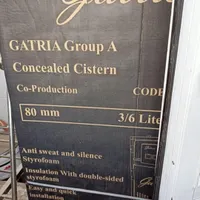 GATRIA Group A
Concealed Cistern
Co-Production CODE
80 mm 3/6 Lite
Anti sweat and silence
Styrofoam
Insulation With double-sided
styrofoam
Easy and quick
installation